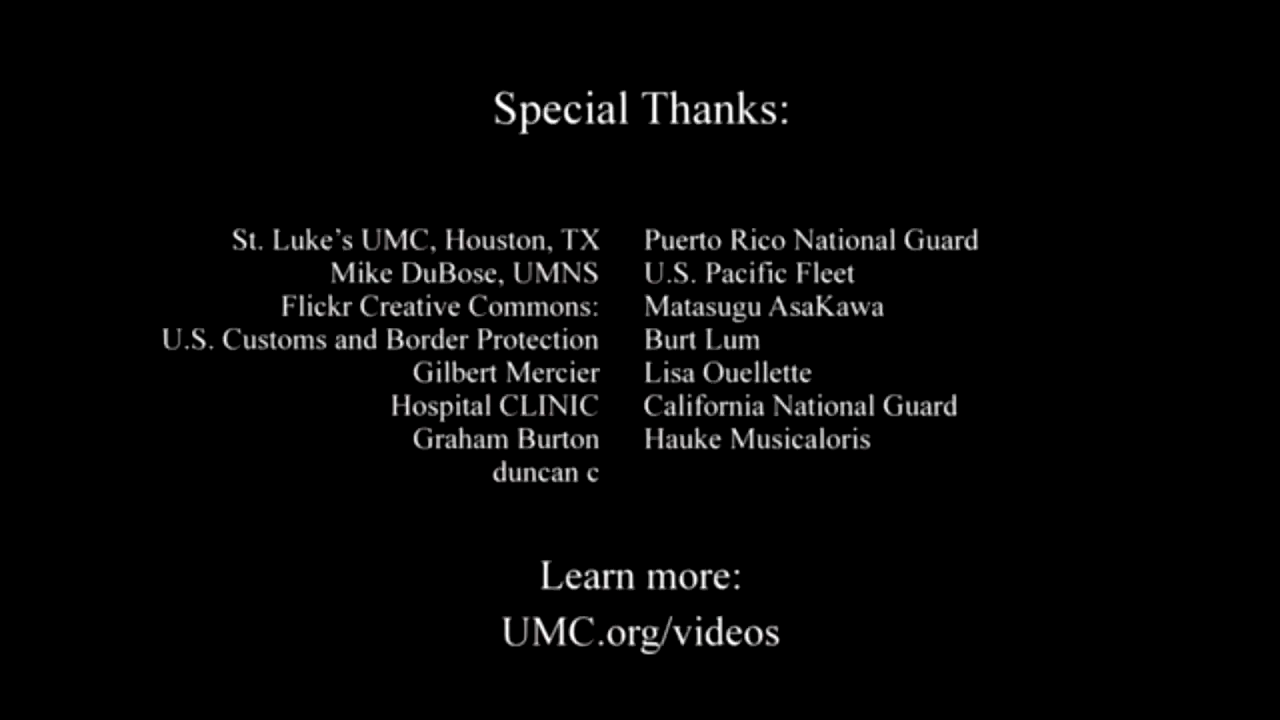 Special Thanks:
St. Luke's UMC, Houston, TX
Mike DuBose, UMNS
Flickr Creative Commons:
U.S. Customs and Border Protection
Gilbert Mercier
Hospital CLINIC
Graham Burton
duncan c
Puerto Rico National Guard
U.S. Pacific Fleet
Matasugu AsaKawa
Burt Lum
Lisa Ouellette
California National Guard
Hauke Musicaloris
Learn more:
UMC.org/videos